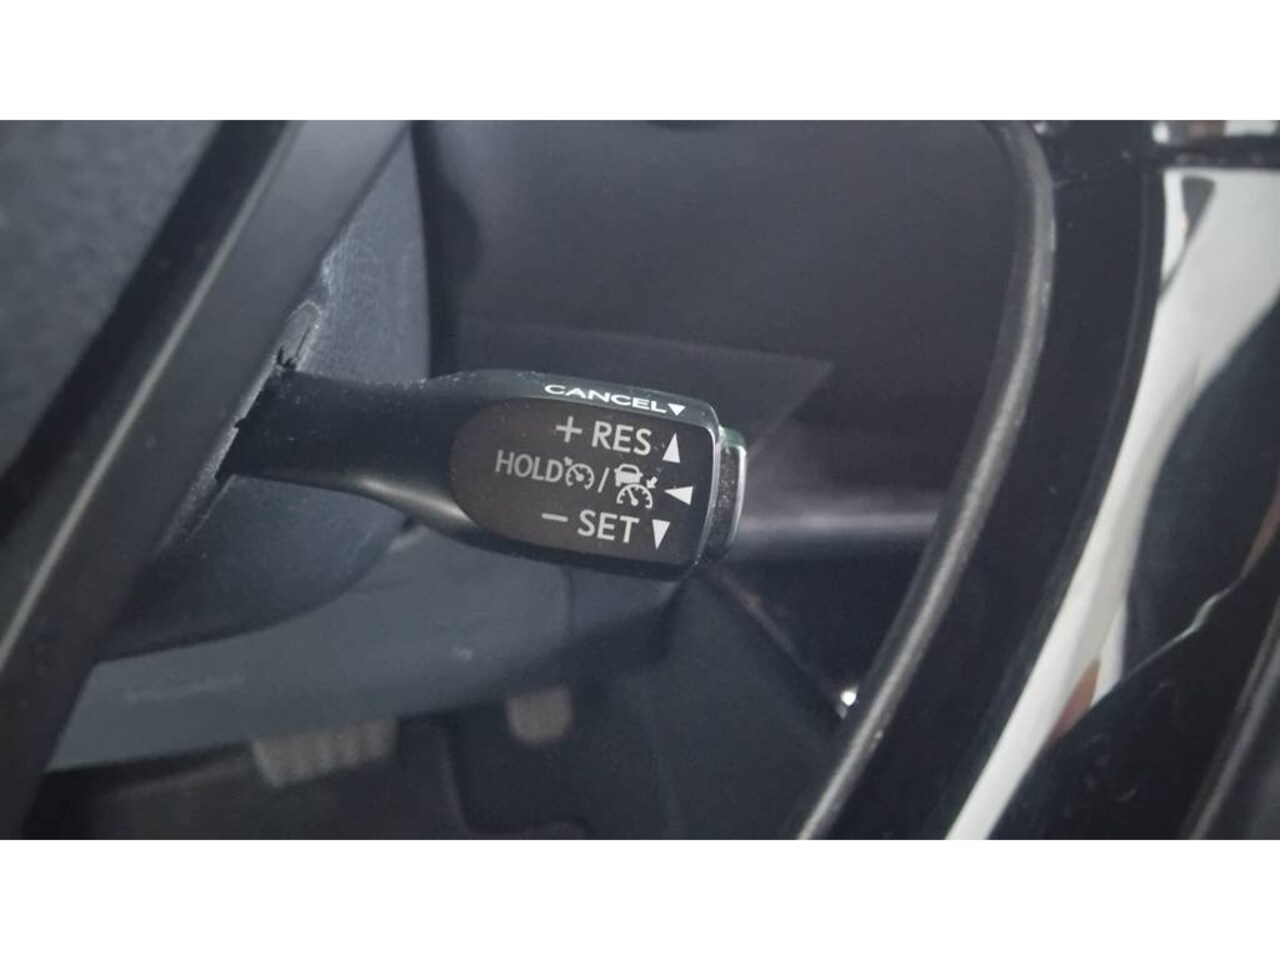 CANCEL▼
+ RES ▲
HOLD / ◀
− SET ▼